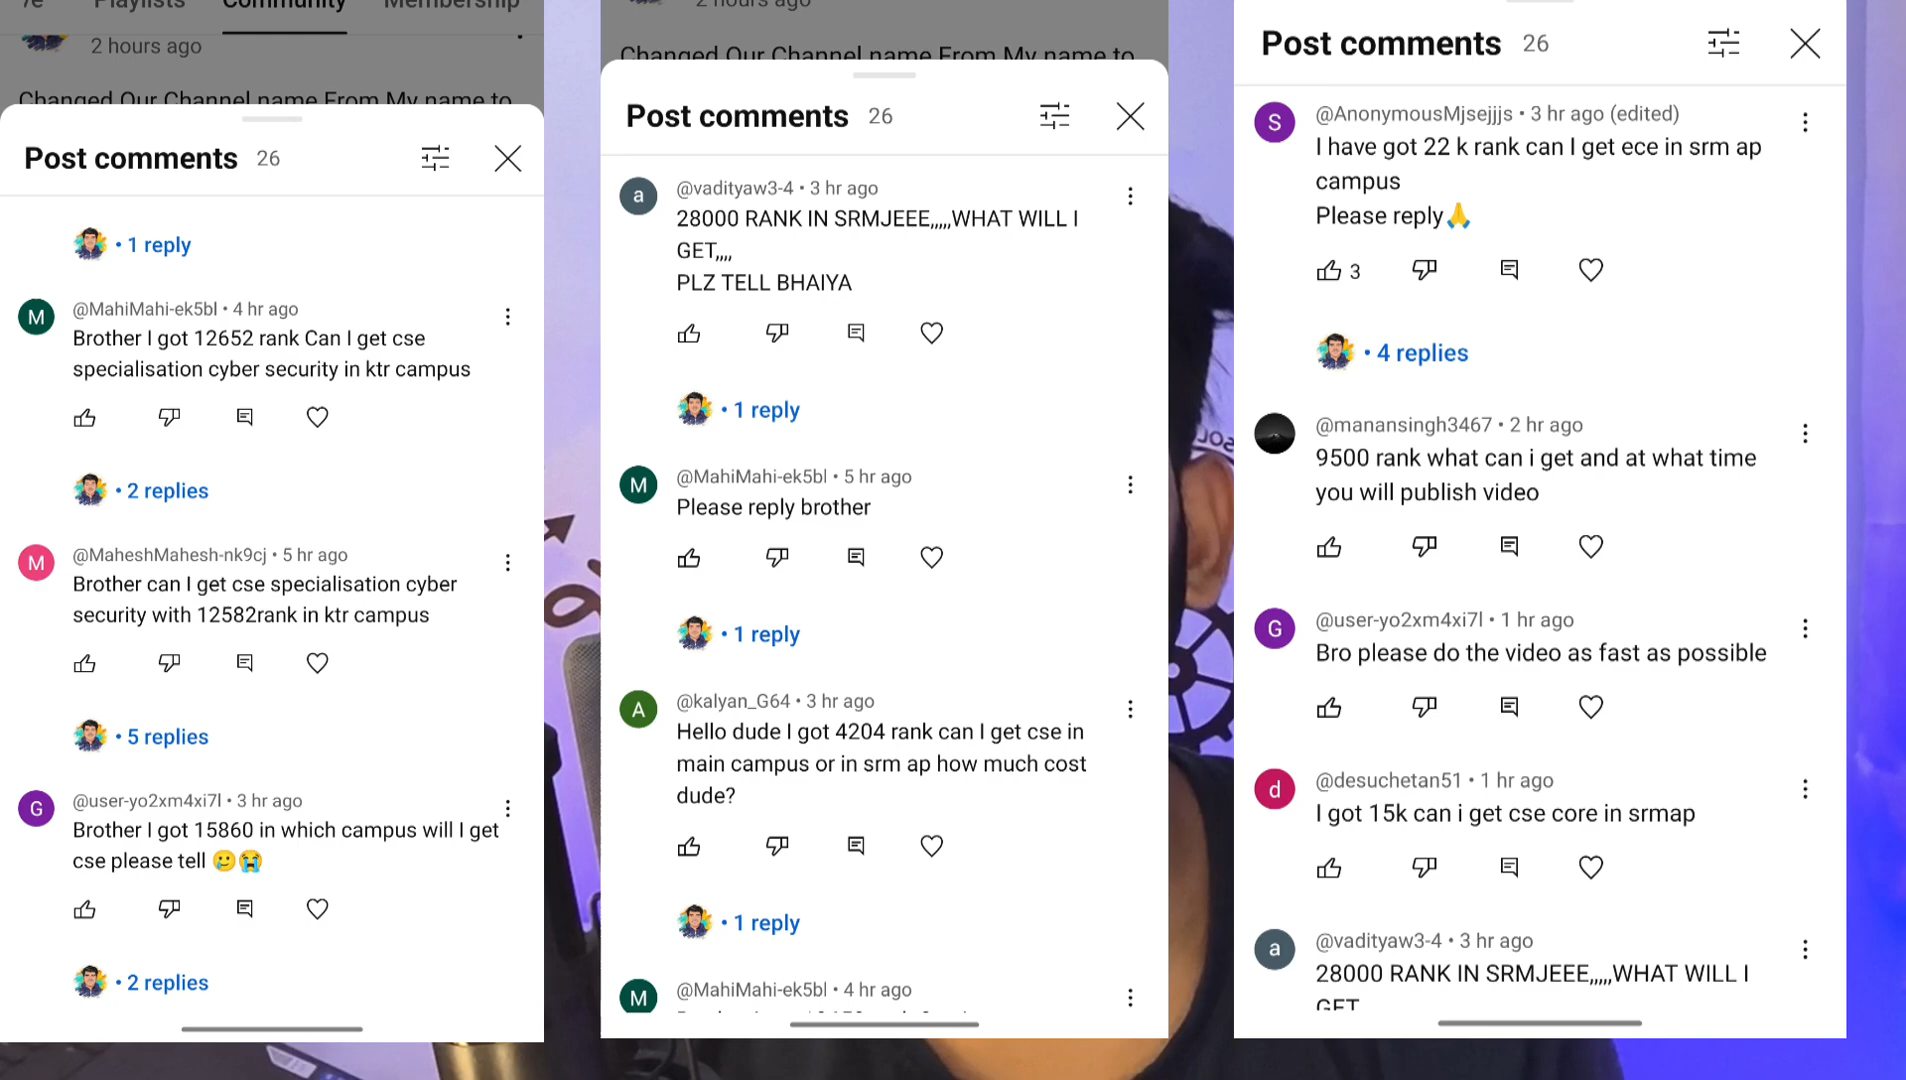 Playlists
Community
Membership
2 hours ago
Changed Our Channel name From My name to
Post comments 26
• 1 reply
M
@MahiMahi-ek5bl • 4 hr ago
Brother I got 12652 rank Can I get cse
specialisation cyber security in ktr campus
• 2 replies
M
@MaheshMahesh-nk9cj • 5 hr ago
Brother can I get cse specialisation cyber
security with 12582rank in ktr campus
• 5 replies
G
@user-yo2xm4xi7l • 3 hr ago
Brother I got 15860 in which campus will I get
cse please tell 🥲😭
• 2 replies
2 hours ago
Changed Our Channel name From My name to
Post comments 26
a
@vadityaw3-4 • 3 hr ago
28000 RANK IN SRMJEEE,,,,,WHAT WILL I
GET,,,,
PLZ TELL BHAIYA
• 1 reply
M
@MahiMahi-ek5bl • 5 hr ago
Please reply brother
• 1 reply
A
@kalyan_G64 • 3 hr ago
Hello dude I got 4204 rank can I get cse in
main campus or in srm ap how much cost
dude?
• 1 reply
M
@MahiMahi-ek5bl • 4 hr ago
Post comments 26
S
@AnonymousMjsejjjs • 3 hr ago (edited)
I have got 22 k rank can I get ece in srm ap
campus
Please reply🙏
3
• 4 replies
@manansingh3467 • 2 hr ago
9500 rank what can i get and at what time
you will publish video
G
@user-yo2xm4xi7l • 1 hr ago
Bro please do the video as fast as possible
d
@desuchetan51 • 1 hr ago
I got 15k can i get cse core in srmap
a
@vadityaw3-4 • 3 hr ago
28000 RANK IN SRMJEEE,,,,,WHAT WILL I
GET